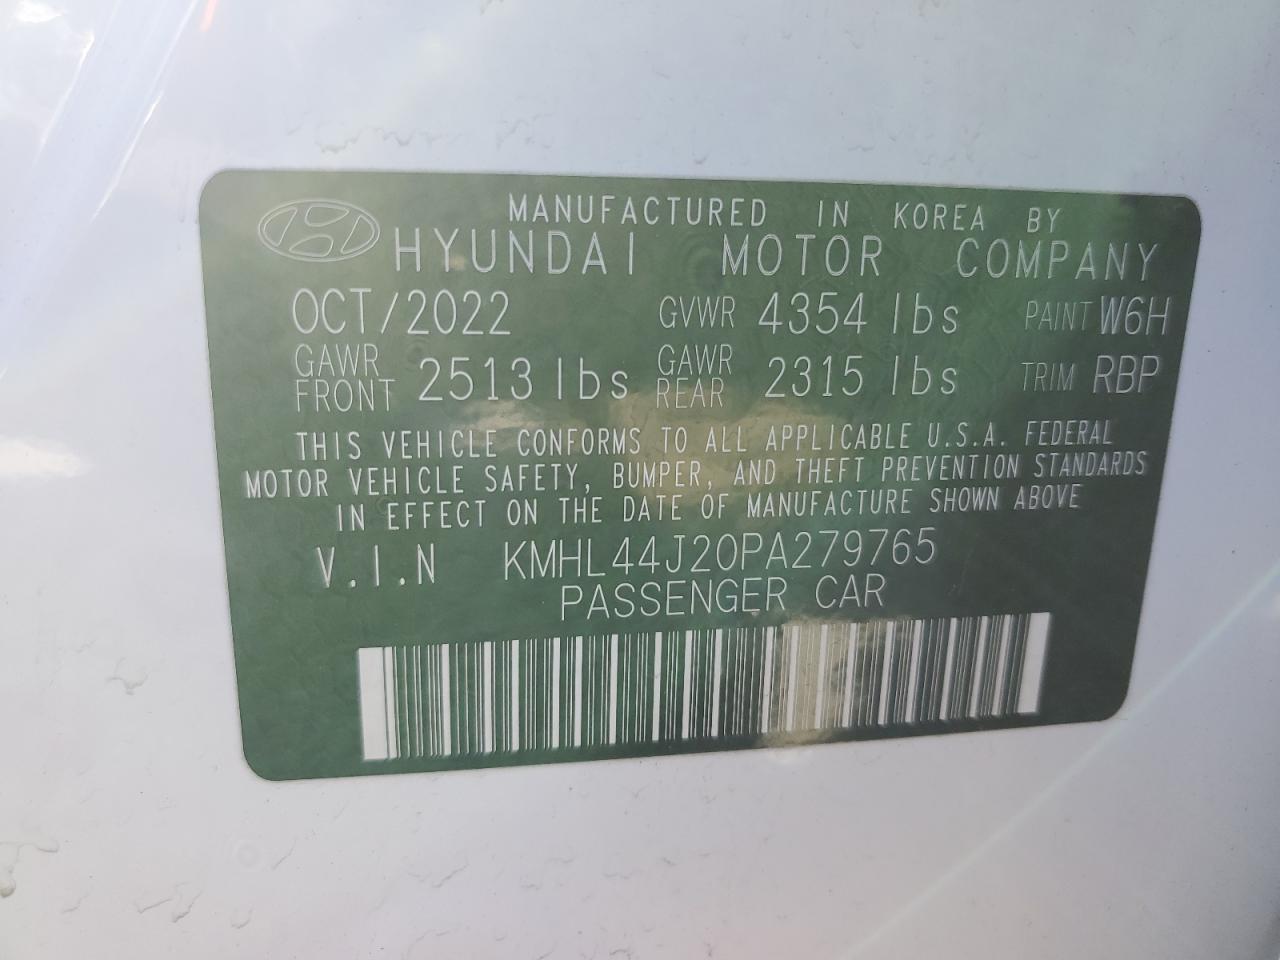 MANUFACTURED IN KOREA BY
HYUNDAI MOTOR COMPANY
OCT/2022 GVWR 4354 lbs PAINT W6H
GAWR FRONT 2513 lbs GAWR REAR 2315 lbs TRIM RBP
THIS VEHICLE CONFORMS TO ALL APPLICABLE U.S.A. FEDERAL
MOTOR VEHICLE SAFETY, BUMPER, AND THEFT PREVENTION STANDARDS
IN EFFECT ON THE DATE OF MANUFACTURE SHOWN ABOVE
V.I.N KMHL44J20PA279765
PASSENGER CAR